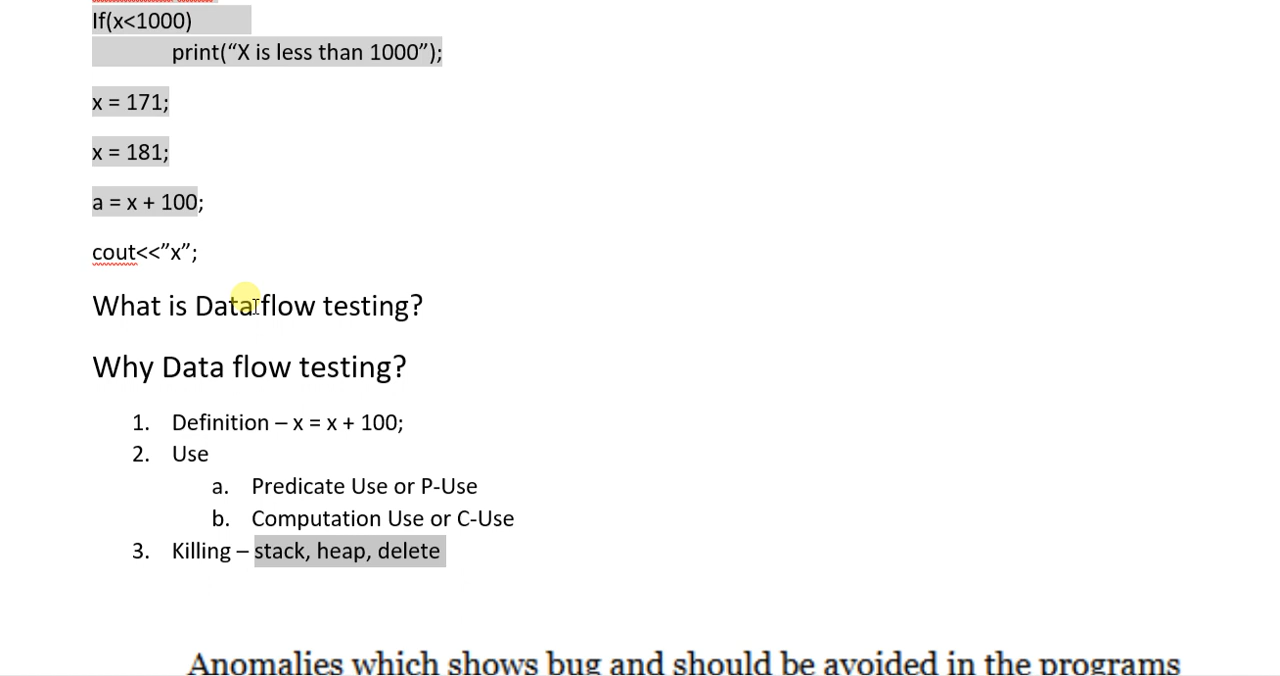 If(x<1000)
print(“X is less than 1000”);
x = 171;
x = 181;
a = x + 100;
cout<<”x”;
What is Data flow testing?
Why Data flow testing?
1. Definition – x = x + 100;
2. Use
a. Predicate Use or P-Use
b. Computation Use or C-Use
3. Killing – stack, heap, delete
Anomalies which shows bug and should be avoided in the programs